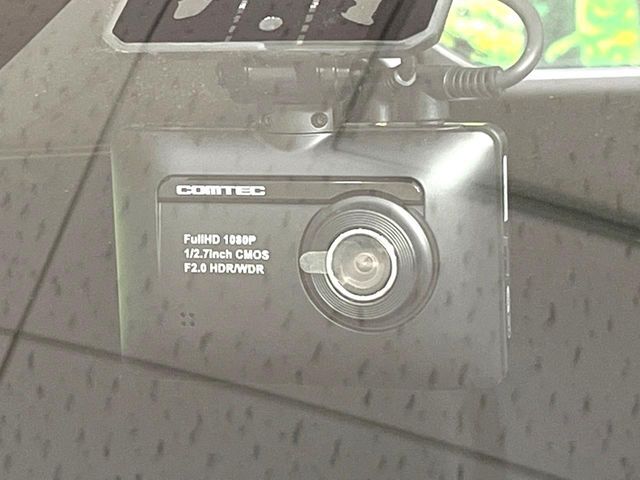 COMTEC
FullHD 1080P
1/2.7inch CMOS
F2.0 HDR/WDR